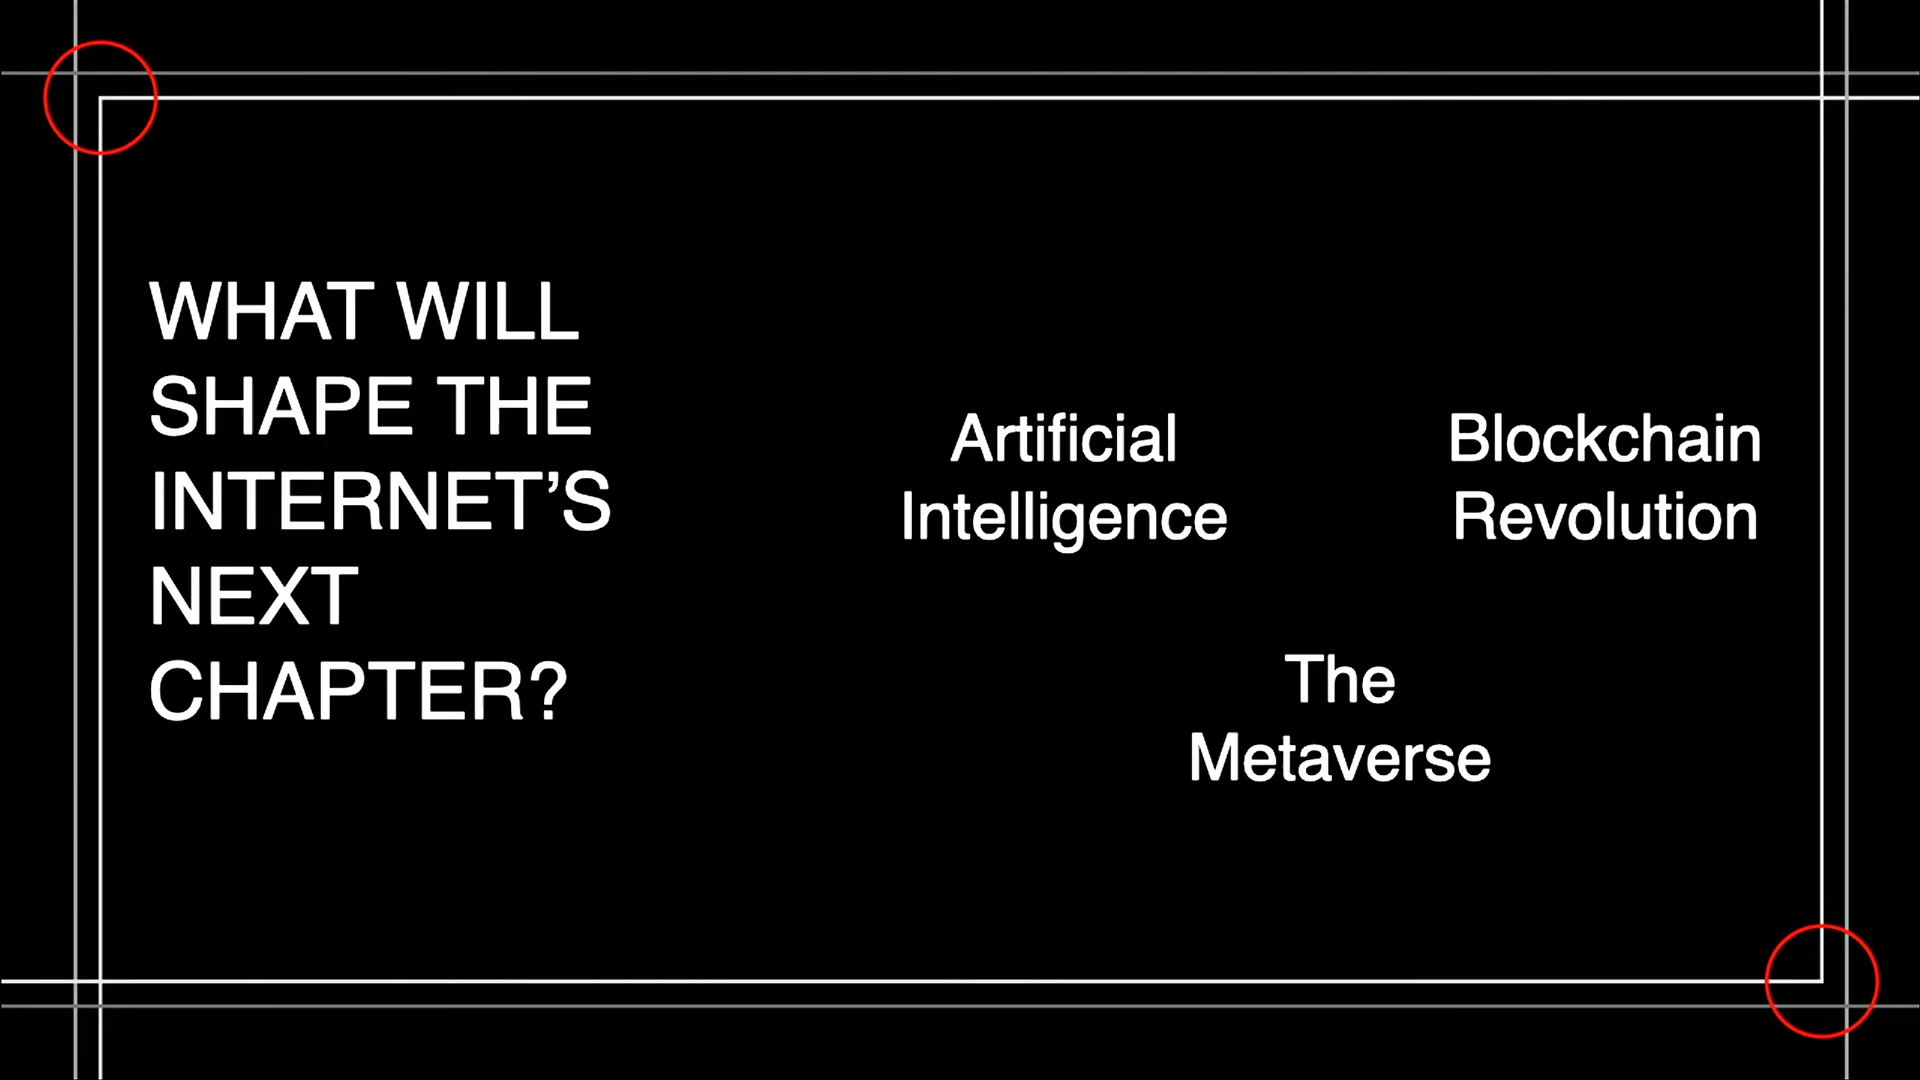 WHAT WILL
SHAPE THE
INTERNET’S
NEXT
CHAPTER?
Artificial
Intelligence
Blockchain
Revolution
The
Metaverse